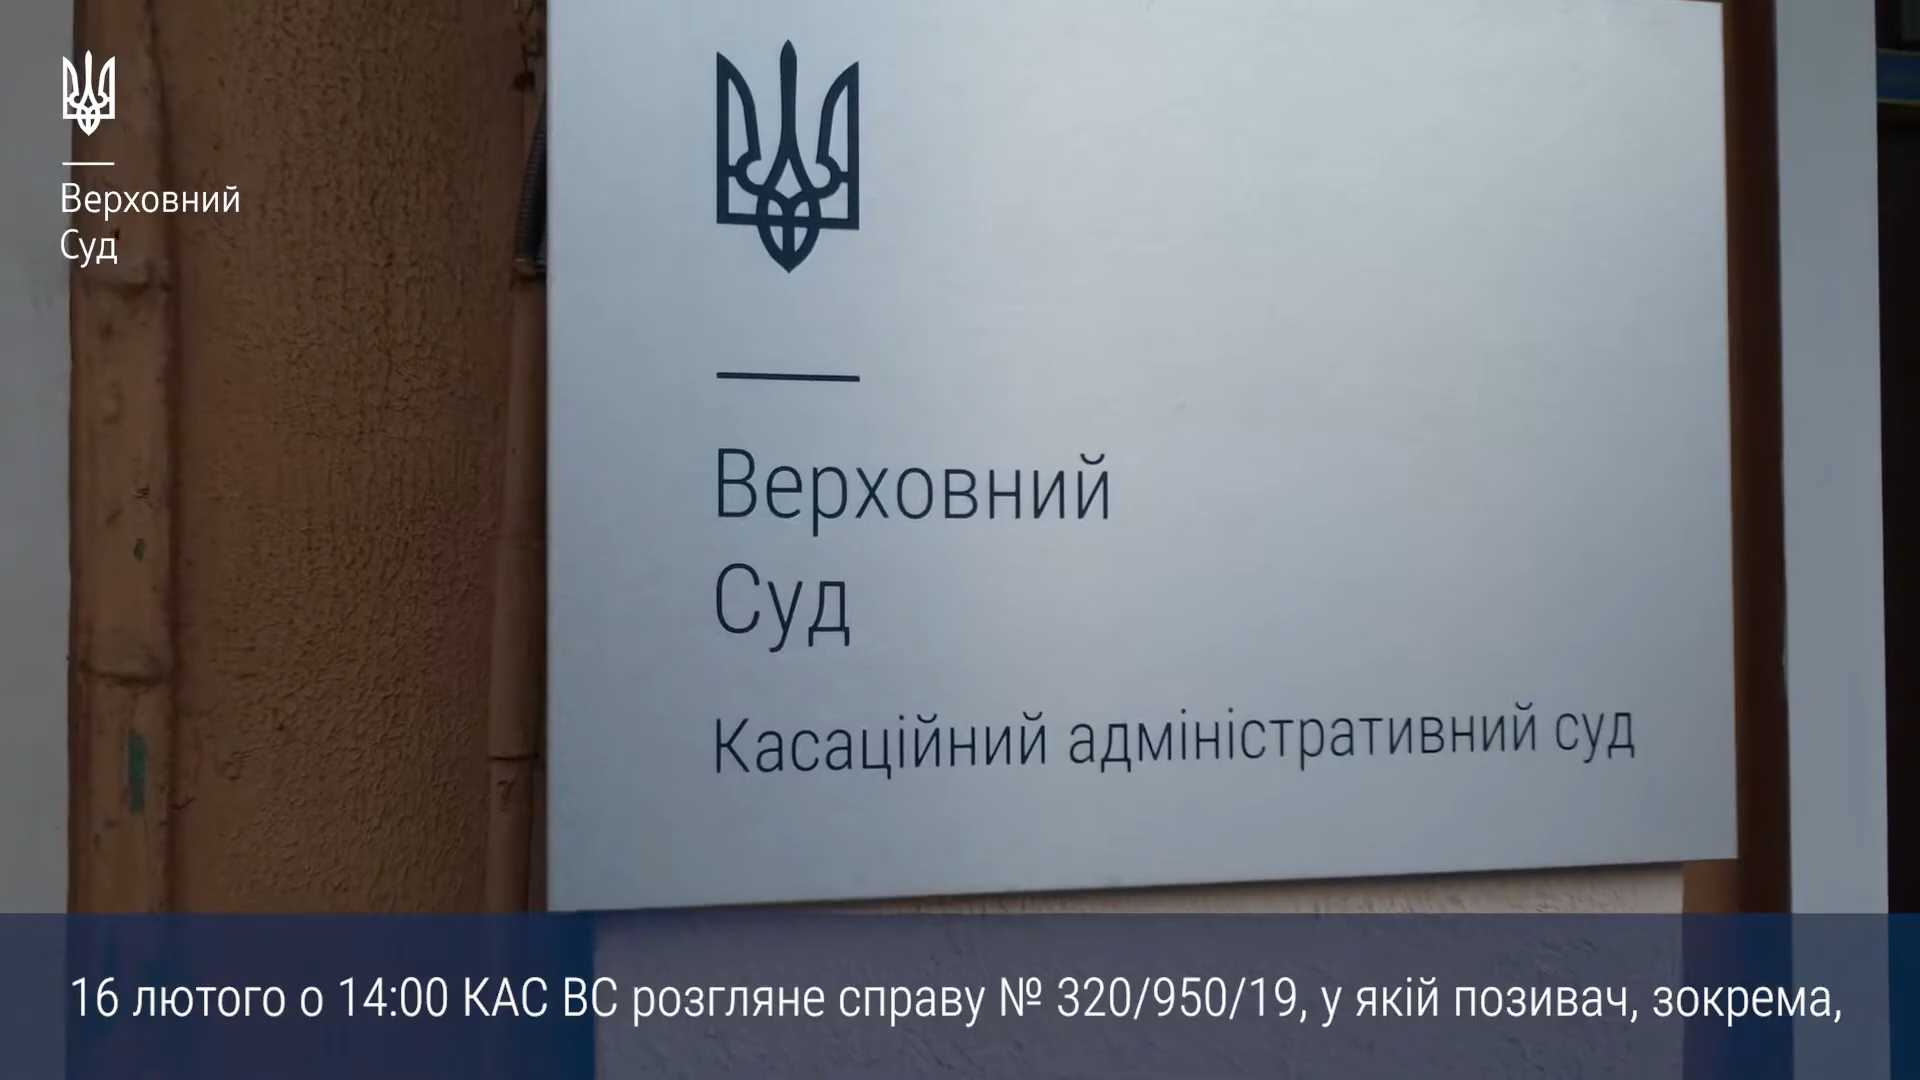 Верховний
Суд
Верховний
Суд
Касаційний адміністративний суд
16 лютого о 14:00 КАС ВС розгляне справу № 320/950/19, у якій позивач, зокрема,